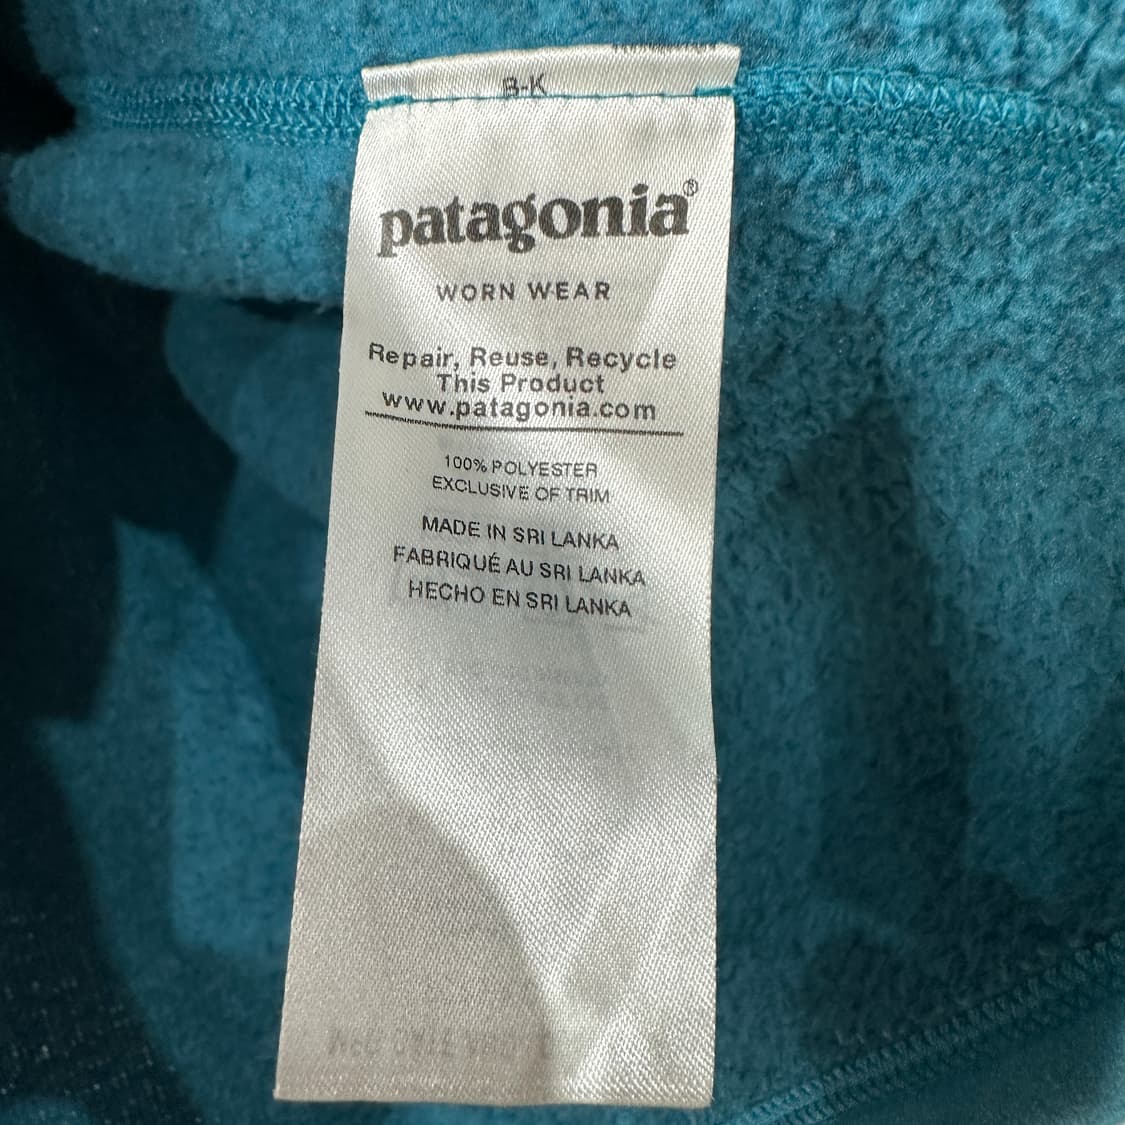 B-K
patagonia®
WORN WEAR
Repair, Reuse, Recycle
This Product
www.patagonia.com
100% POLYESTER
EXCLUSIVE OF TRIM
MADE IN SRI LANKA
FABRIQUÉ AU SRI LANKA
HECHO EN SRI LANKA